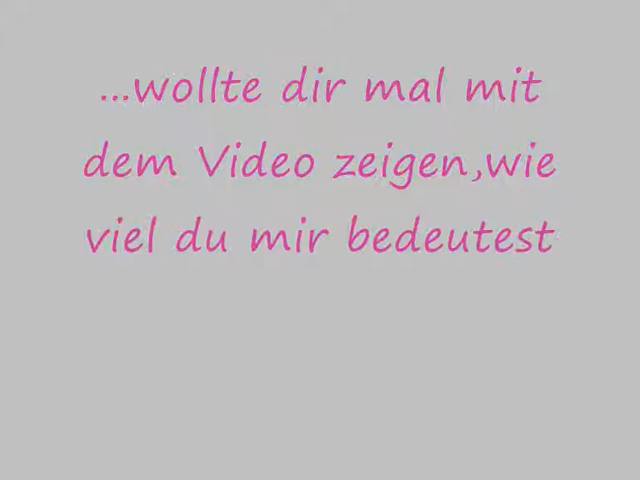 ...wollte dir mal mit
dem Video zeigen,wie
viel du mir bedeutest